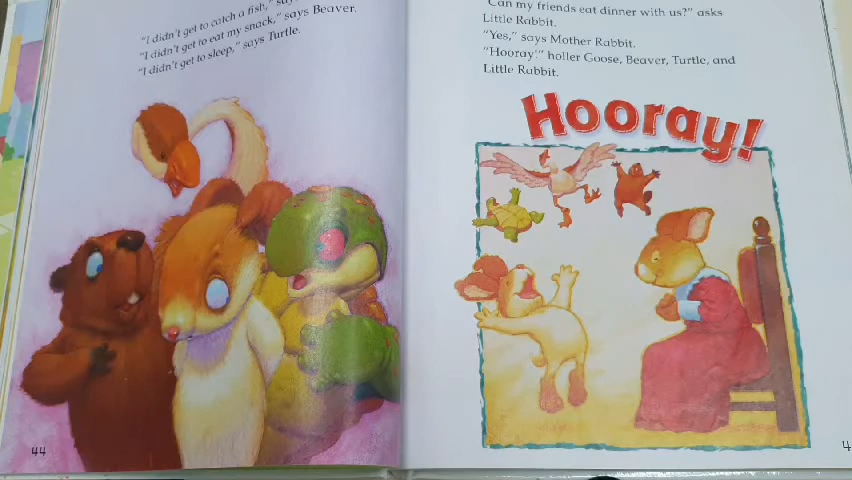 "I didn't get to catch a fish,"
"I didn't get to eat my snack," says Beaver.
"I didn't get to sleep," says Turtle.
44
"Can my friends eat dinner with us?" asks
Little Rabbit.
"Yes," says Mother Rabbit.
"Hooray!" holler Goose, Beaver, Turtle, and
Little Rabbit.
Hooray!